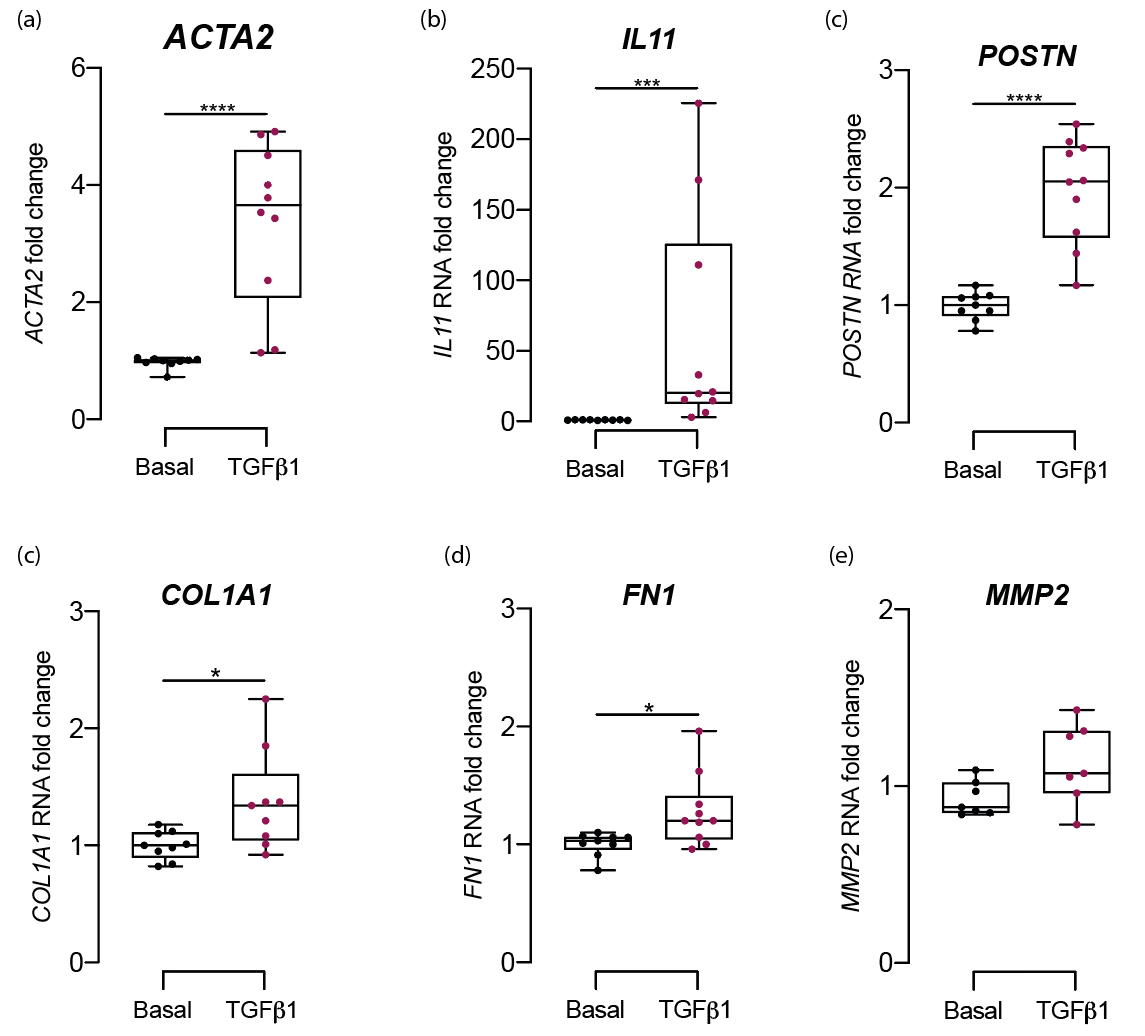 (a)
ACTA2
ACTA2 fold change
6
4
2
0
****
Basal
TGFβ1
(b)
IL11
IL11 RNA fold change
250
200
150
100
50
0
***
Basal
TGFβ1
(c)
POSTN
POSTN RNA fold change
3
2
1
0
****
Basal
TGFβ1
(c)
COL1A1
COL1A1 RNA fold change
3
2
1
0
*
Basal
TGFβ1
(d)
FN1
FN1 RNA fold change
3
2
1
0
*
Basal
TGFβ1
(e)
MMP2
MMP2 RNA fold change
2
1
0
Basal
TGFβ1